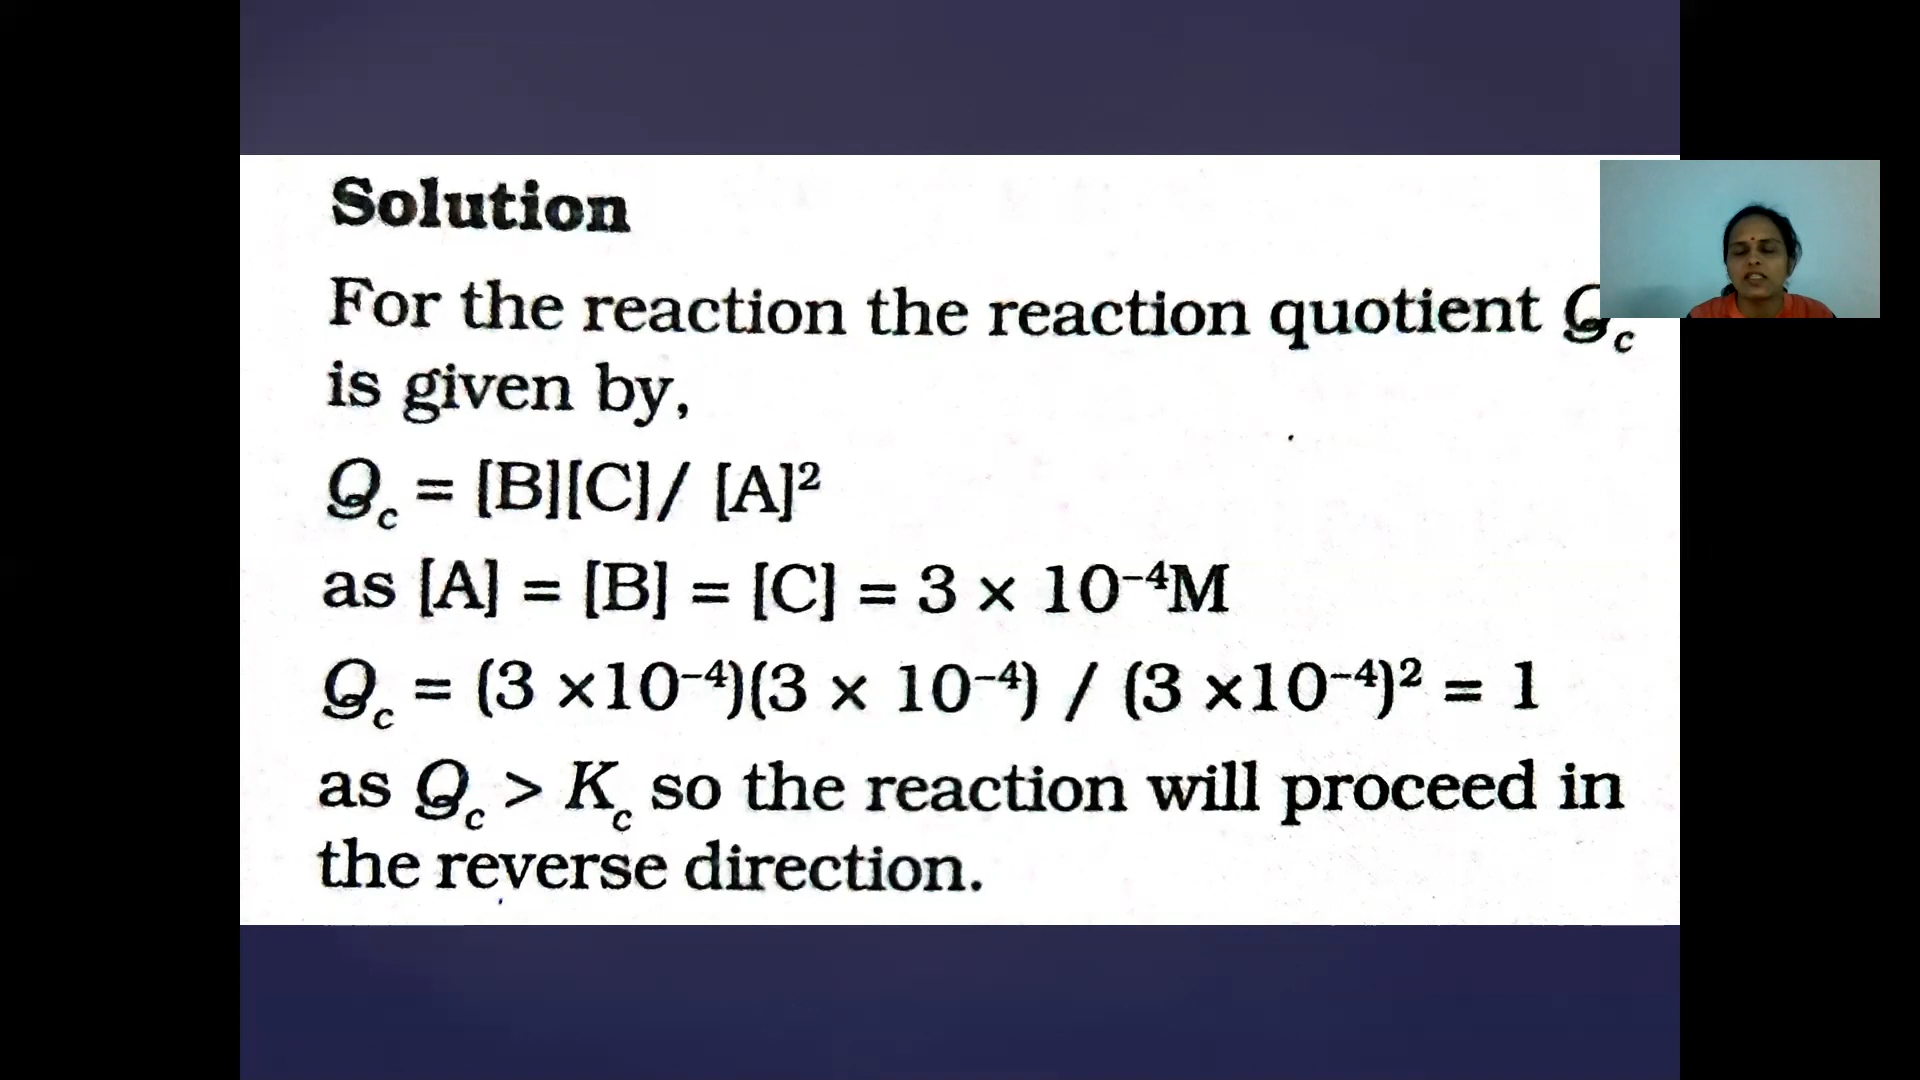 Solution
For the reaction the reaction quotient Qc
is given by,
Qc = [B][C]/ [A]²
as [A] = [B] = [C] = 3 × 10⁻⁴M
Qc = (3 ×10⁻⁴)(3 × 10⁻⁴) / (3 ×10⁻⁴)² = 1
as Qc > Kc so the reaction will proceed in
the reverse direction.